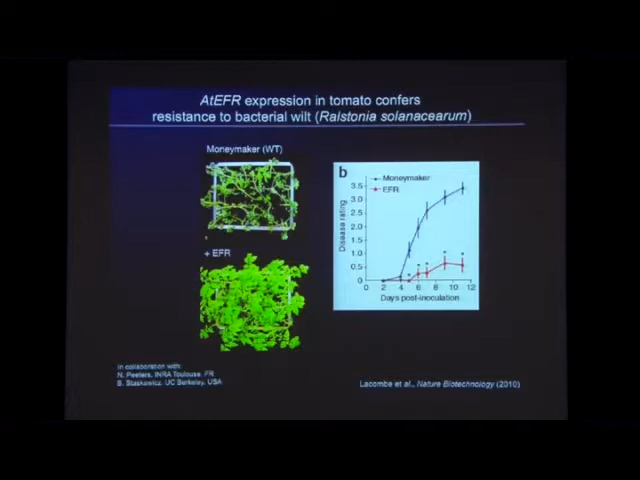 AtEFR expression in tomato confers
resistance to bacterial wilt (Ralstonia solanacearum)
Moneymaker (WT)
+ EFR
b
Moneymaker
EFR
Disease rating
3.5
3.0
2.5
2.0
1.5
1.0
0.5
0
0 2 4 6 8 10 12
Days post-inoculation
In collaboration with:
N. Peeters, INRA Toulouse, FR
B. Staskawicz, UC Berkeley, USA
Lacombe et al., Nature Biotechnology (2010)